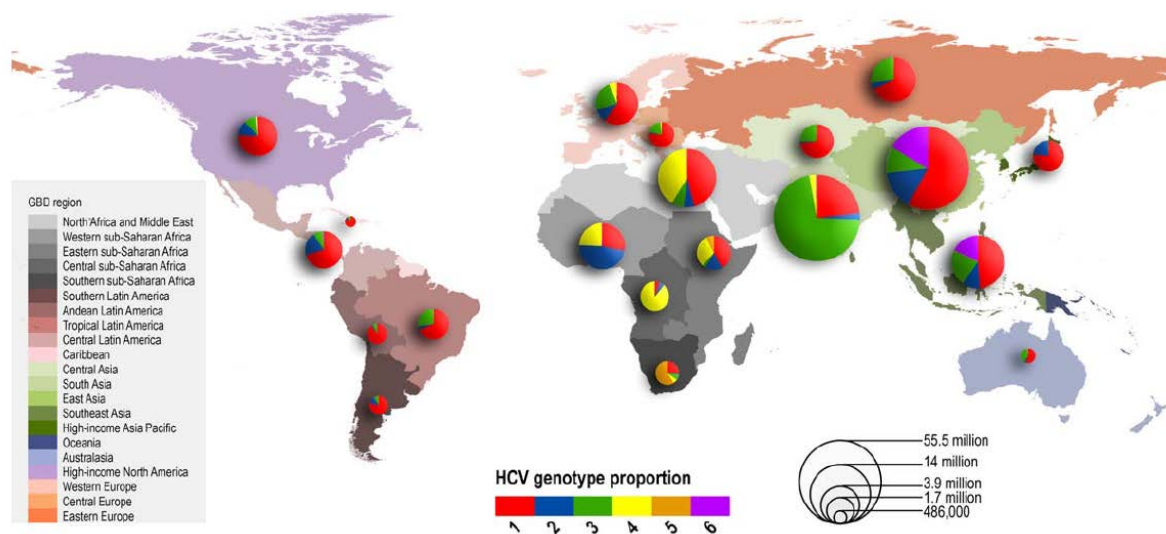 GBD region
North Africa and Middle East
Western sub-Saharan Africa
Eastern sub-Saharan Africa
Central sub-Saharan Africa
Southern sub-Saharan Africa
Southern Latin America
Andean Latin America
Tropical Latin America
Central Latin America
Caribbean
Central Asia
South Asia
East Asia
Southeast Asia
High-income Asia Pacific
Oceania
Australasia
High-income North America
Western Europe
Central Europe
Eastern Europe
HCV genotype proportion
1 2 3 4 5 6
55.5 million
14 million
3.9 million
1.7 million
486,000